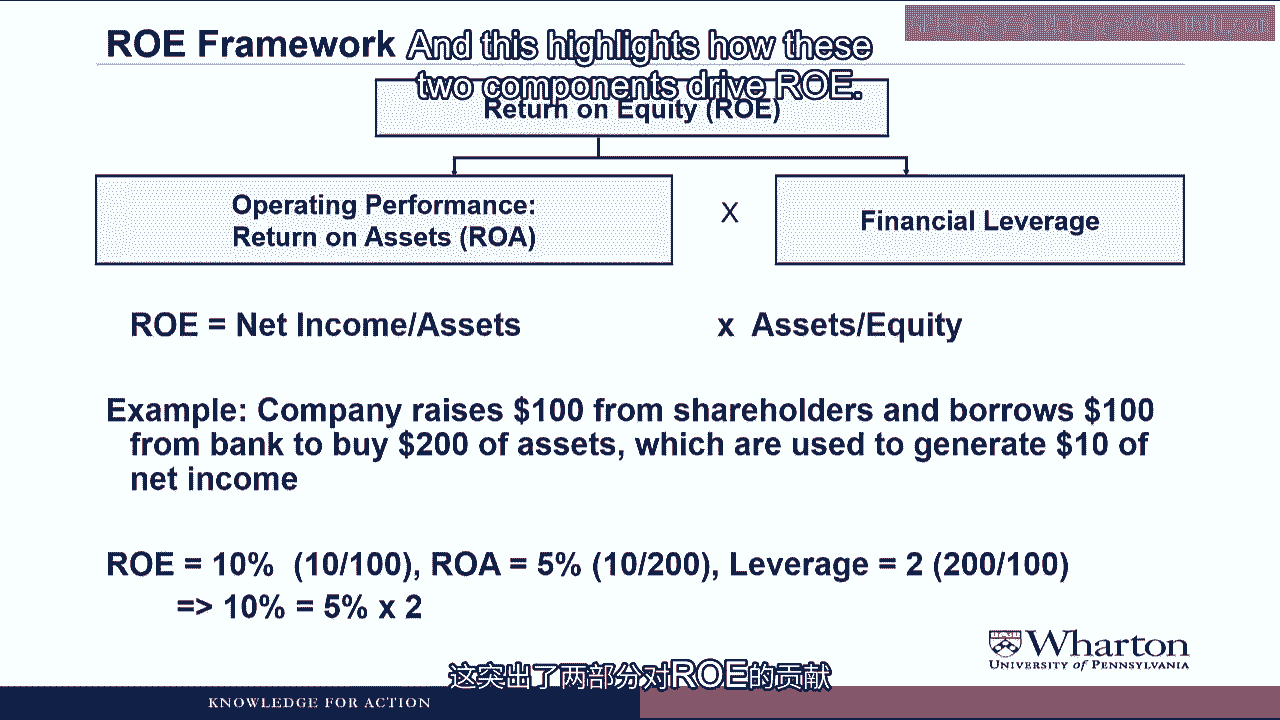 ROE Framework
And this highlights how these
two components drive ROE.
Return on Equity (ROE)
Operating Performance:
Return on Assets (ROA)
X
Financial Leverage
ROE = Net Income/Assets x Assets/Equity
Example: Company raises $100 from shareholders and borrows $100
from bank to buy $200 of assets, which are used to generate $10 of
net income
ROE = 10% (10/100), ROA = 5% (10/200), Leverage = 2 (200/100)
=> 10% = 5% x 2
Wharton
UNIVERSITY of PENNSYLVANIA
这突出了两部分对ROE的贡献
KNOWLEDGE FOR ACTION